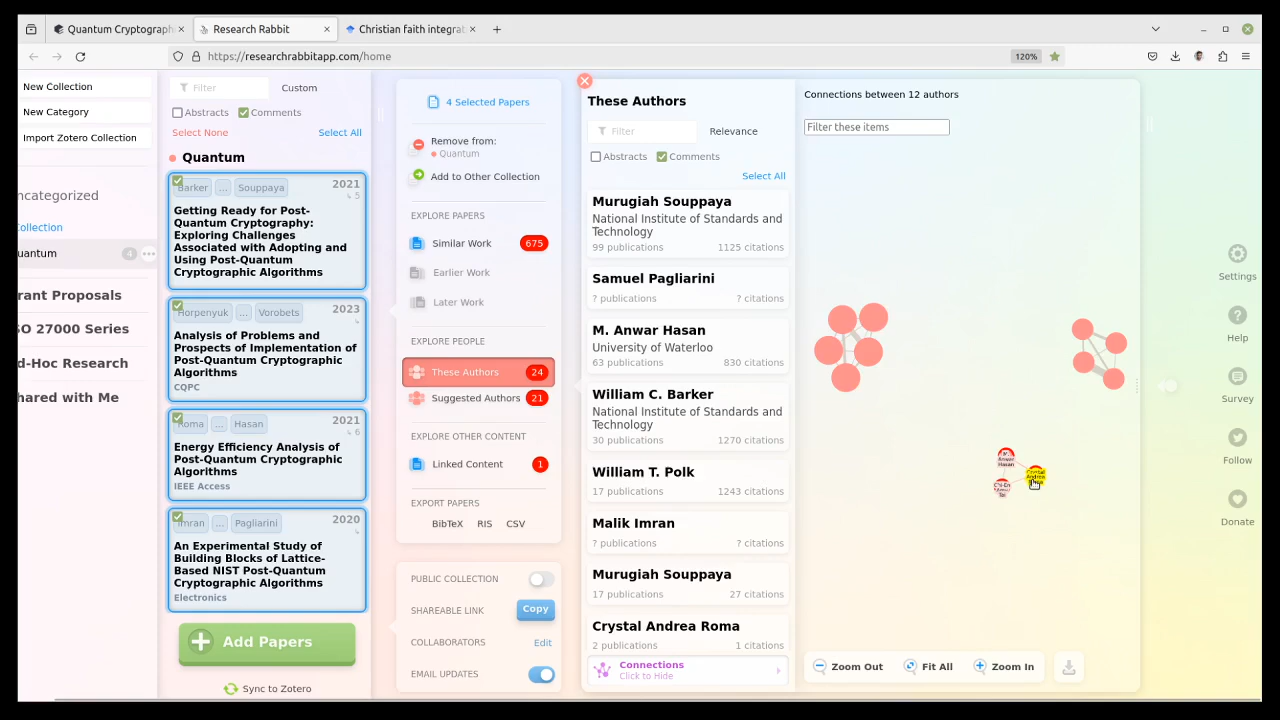 Quantum Cryptograph
Research Rabbit
Christian faith integrat
https://researchrabbitapp.com/home
120%
New Collection
New Category
Import Zotero Collection
ncategorized
ollection
uantum
4
rant Proposals
SO 27000 Series
d-Hoc Research
hared with Me
Filter
Custom
Abstracts
Comments
Select None
Select All
Quantum
Barker
...
Souppaya
2021
5
Getting Ready for Post-
Quantum Cryptography:
Exploring Challenges
Associated with Adopting and
Using Post-Quantum
Cryptographic Algorithms
Horpenyuk
...
Vorobets
2023
Analysis of Problems and
Prospects of Implementation of
Post-Quantum Cryptographic
Algorithms
CQPC
Roma
...
Hasan
2021
6
Energy Efficiency Analysis of
Post-Quantum Cryptographic
Algorithms
IEEE Access
Imran
...
Pagliarini
2020
An Experimental Study of
Building Blocks of Lattice-
Based NIST Post-Quantum
Cryptographic Algorithms
Electronics
Add Papers
Sync to Zotero
4 Selected Papers
Remove from:
Quantum
Add to Other Collection
EXPLORE PAPERS
Similar Work
675
Earlier Work
Later Work
EXPLORE PEOPLE
These Authors
24
Suggested Authors
21
EXPLORE OTHER CONTENT
Linked Content
1
EXPORT PAPERS
BibTeX
RIS
CSV
PUBLIC COLLECTION
SHAREABLE LINK
Copy
COLLABORATORS
Edit
EMAIL UPDATES
These Authors
Filter
Relevance
Abstracts
Comments
Select All
Murugiah Souppaya
National Institute of Standards and
Technology
99 publications
1125 citations
Samuel Pagliarini
? publications
? citations
M. Anwar Hasan
University of Waterloo
63 publications
830 citations
William C. Barker
National Institute of Standards and
Technology
30 publications
1270 citations
William T. Polk
17 publications
1243 citations
Malik Imran
? publications
? citations
Murugiah Souppaya
17 publications
27 citations
Crystal Andrea Roma
2 publications
1 citations
Connections
Click to Hide
Connections between 12 authors
Filter these items
M.
Anwar
Hasan
Crystal
Andrea
Zoom Out
Fit All
Zoom In
Settings
Help
Survey
Follow
Donate